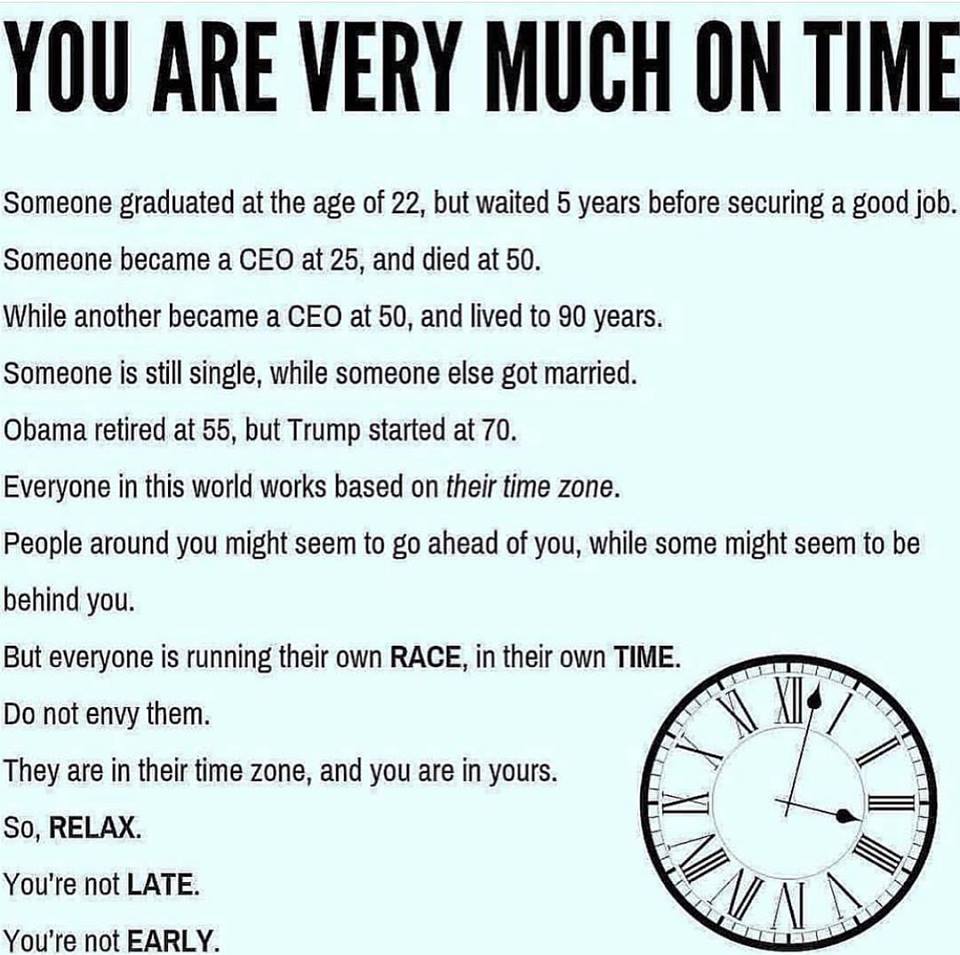 YOU ARE VERY MUCH ON TIME
Someone graduated at the age of 22, but waited 5 years before securing a good job.
Someone became a CEO at 25, and died at 50.
While another became a CEO at 50, and lived to 90 years.
Someone is still single, while someone else got married.
Obama retired at 55, but Trump started at 70.
Everyone in this world works based on their time zone.
People around you might seem to go ahead of you, while some might seem to be
behind you.
But everyone is running their own RACE, in their own TIME.
Do not envy them.
They are in their time zone, and you are in yours.
So, RELAX.
You're not LATE.
You're not EARLY.
XII
I
II
III
IIII
V
VI
VII
VIII
IX
X
XI